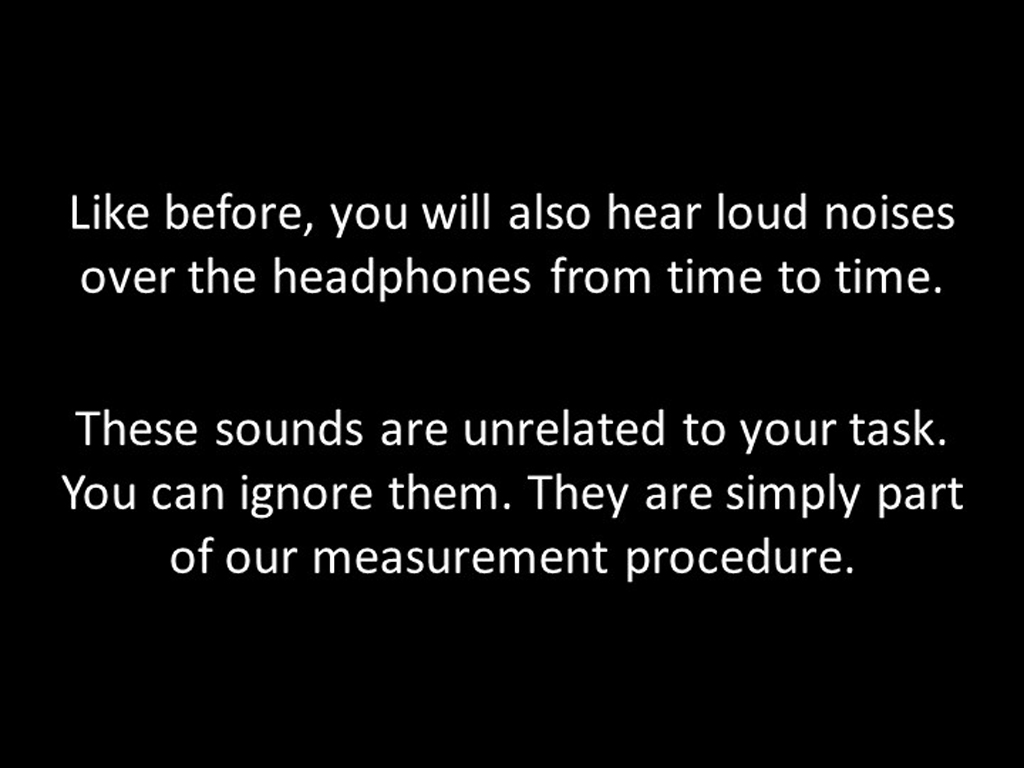 Like before, you will also hear loud noises
over the headphones from time to time.
These sounds are unrelated to your task.
You can ignore them. They are simply part
of our measurement procedure.